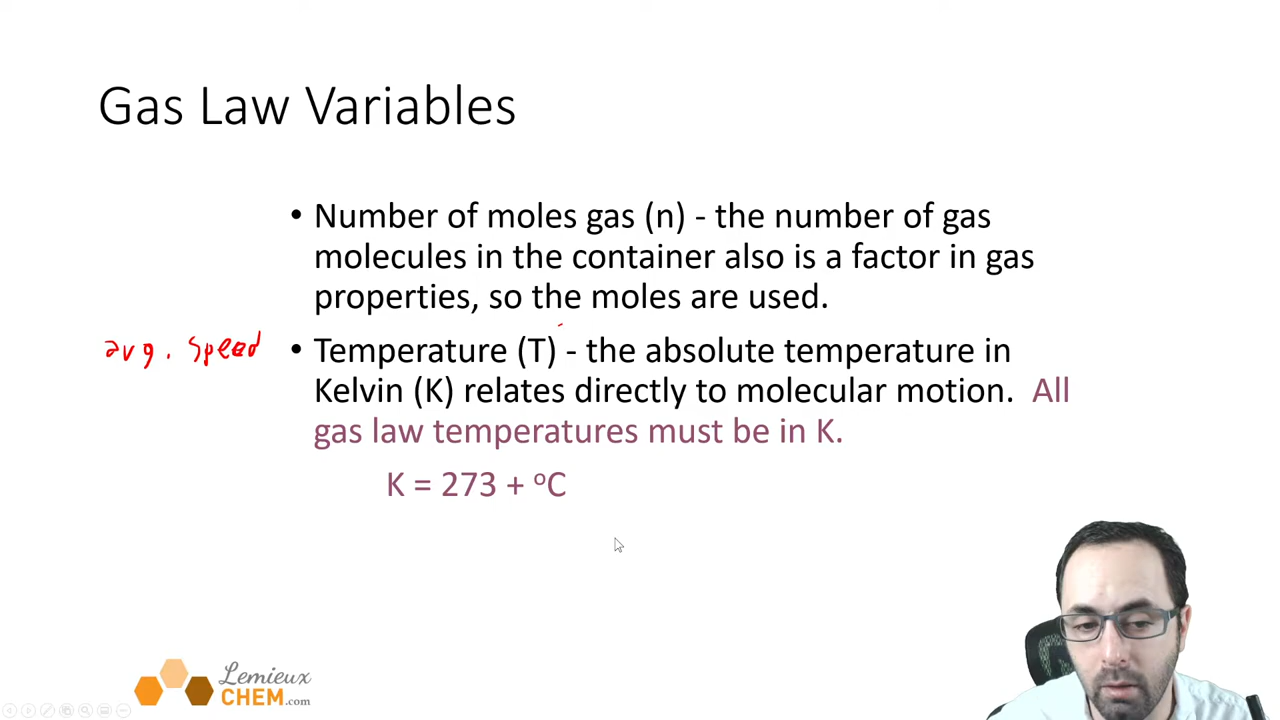 Gas Law Variables
• Number of moles gas (n) - the number of gas
molecules in the container also is a factor in gas
properties, so the moles are used.
avg. speed
• Temperature (T) - the absolute temperature in
Kelvin (K) relates directly to molecular motion. All
gas law temperatures must be in K.
K = 273 + °C
Lemieux
CHEM.com